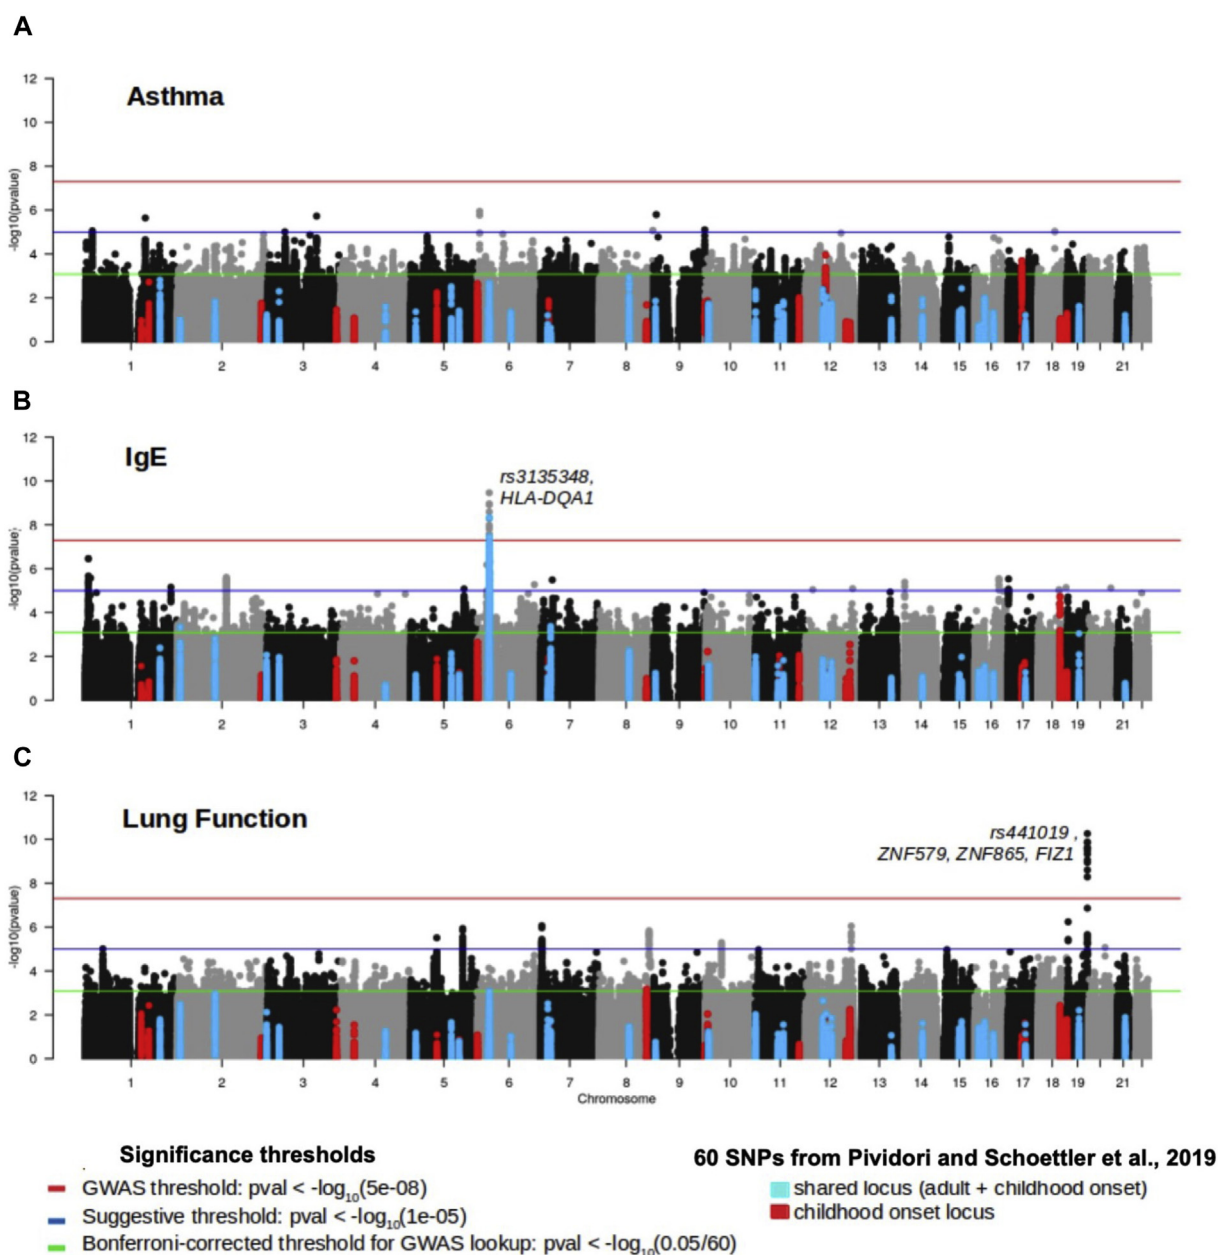 A
12
10
8
6
4
2
0
-log10(pvalue)
Asthma
1 2 3 4 5 6 7 8 9 10 11 12 13 14 15 16 17 18 19 21
B
12
10
8
6
4
2
0
-log10(pvalue)
IgE
rs3135348,
HLA-DQA1
1 2 3 4 5 6 7 8 9 10 11 12 13 14 15 16 17 18 19 21
C
12
10
8
6
4
2
0
-log10(pvalue)
Lung Function
rs441019 ,
ZNF579, ZNF865, FIZ1
1 2 3 4 5 6 7 8 9 10 11 12 13 14 15 16 17 18 19 21
Chromosome
Significance thresholds
GWAS threshold: pval < -log10(5e-08)
Suggestive threshold: pval < -log10(1e-05)
Bonferroni-corrected threshold for GWAS lookup: pval < -log10(0.05/60)
60 SNPs from Pividori and Schoettler et al., 2019
shared locus (adult + childhood onset)
childhood onset locus